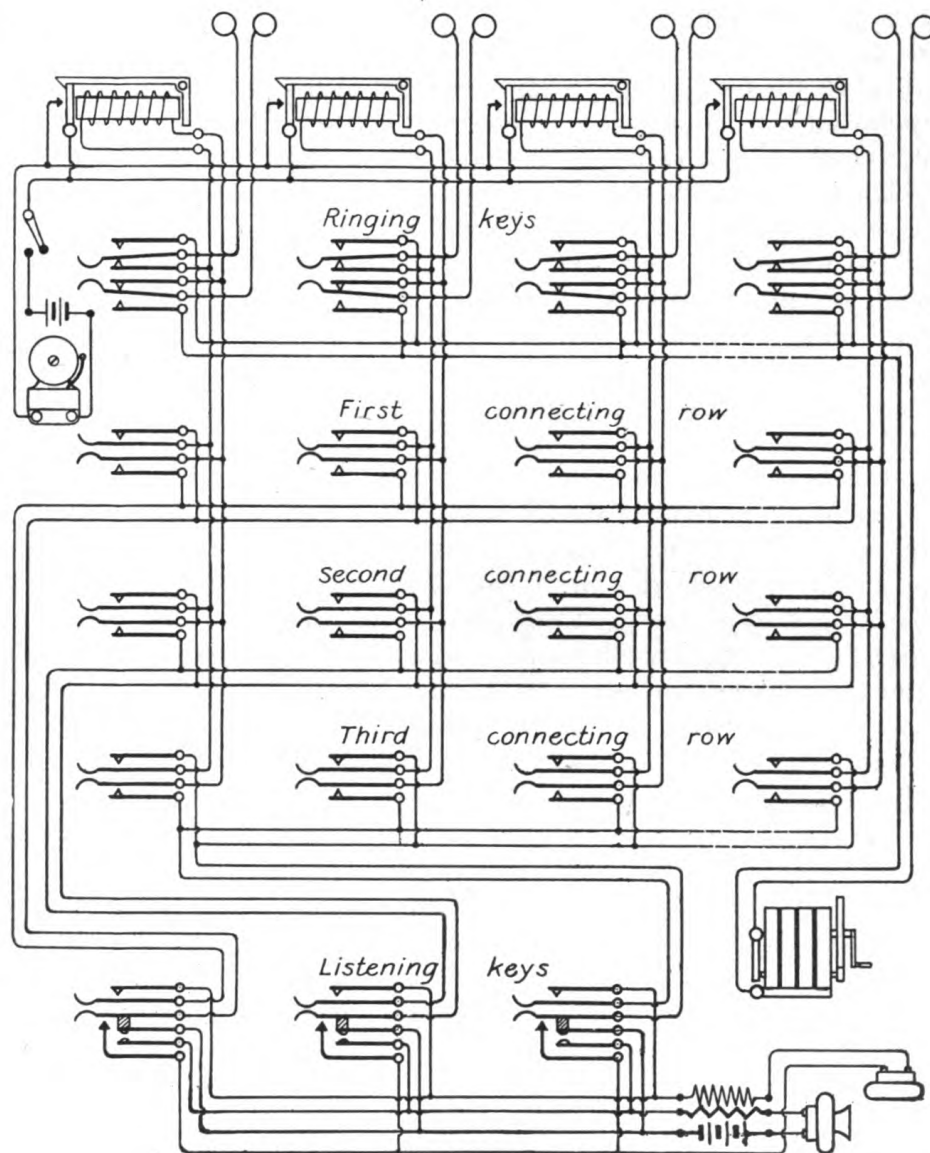 Ringing keys
First connecting row
Second connecting row
Third connecting row
Listening keys